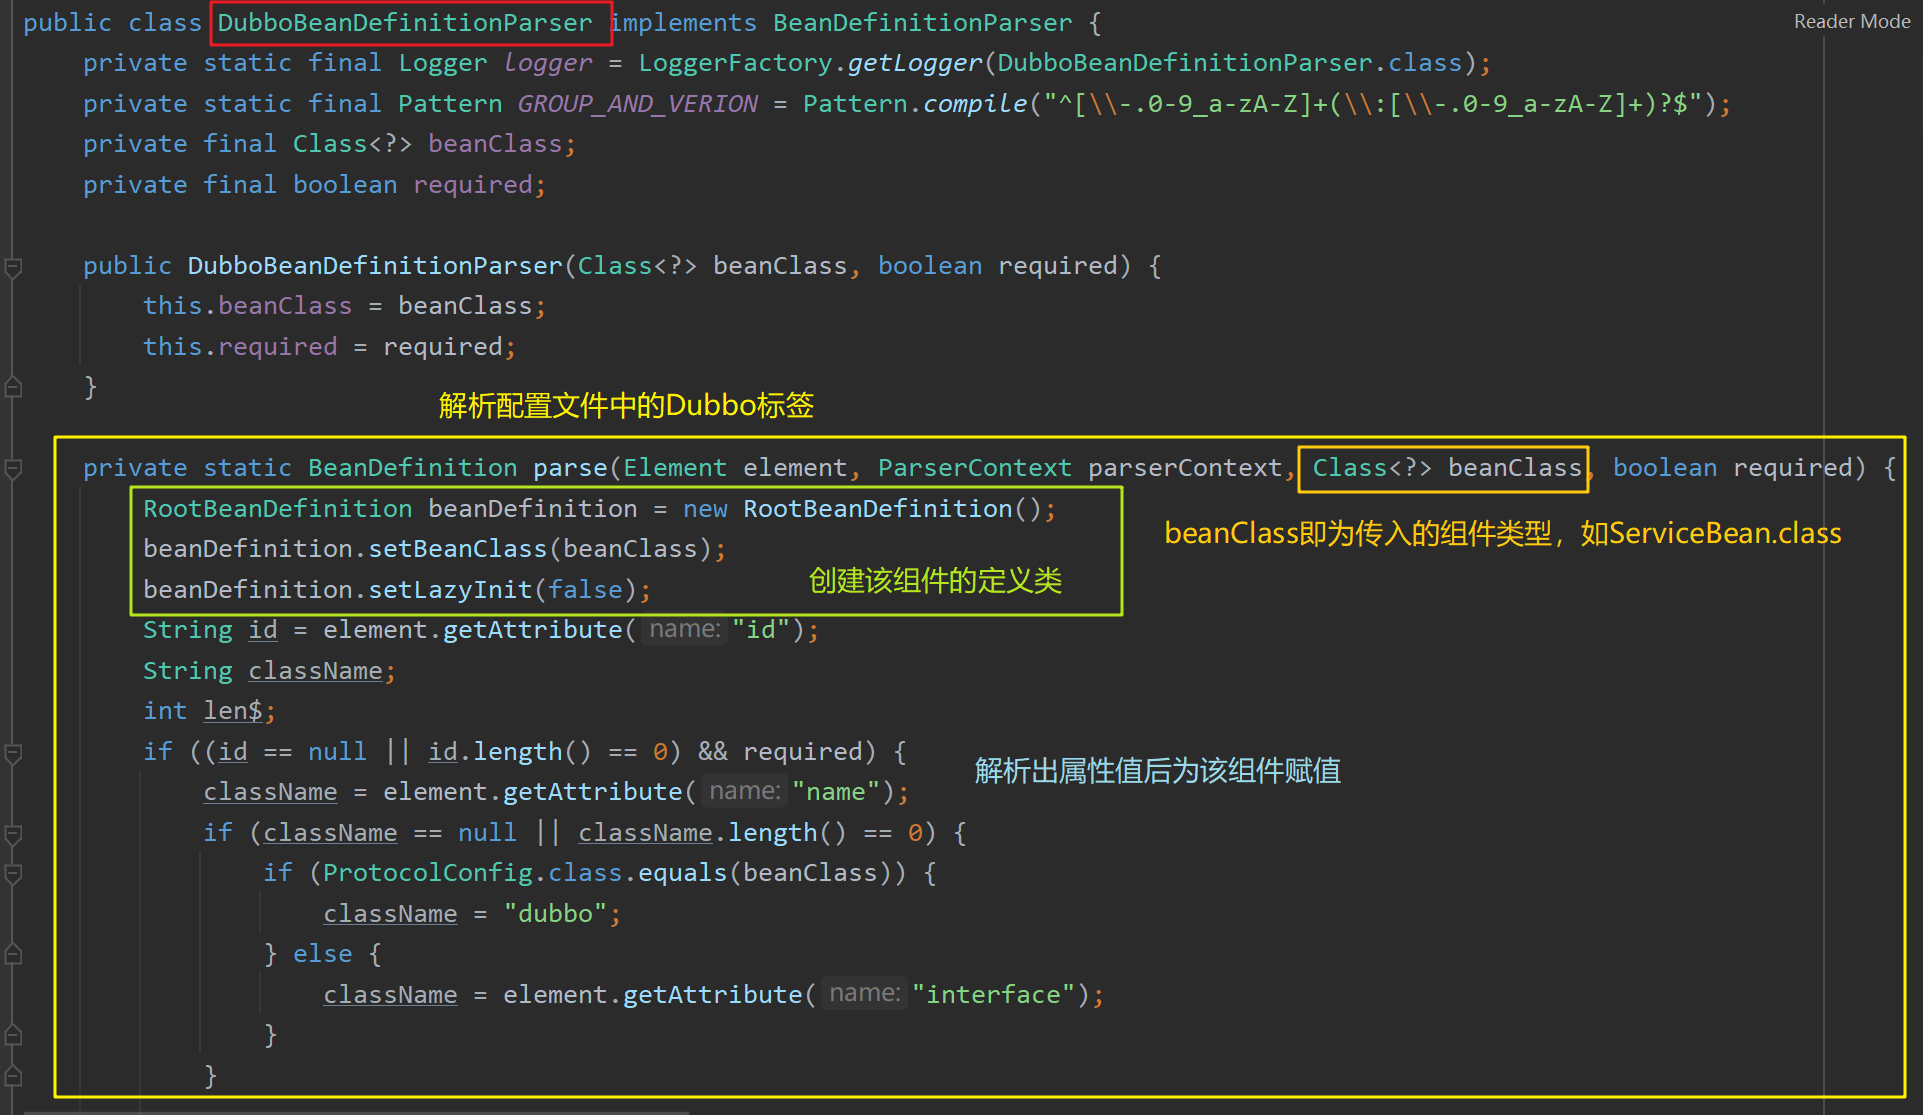 public class DubboBeanDefinitionParser implements BeanDefinitionParser {
Reader Mode
private static final Logger logger = LoggerFactory.getLogger(DubboBeanDefinitionParser.class);
private static final Pattern GROUP_AND_VERION = Pattern.compile("^[\\-.0-9_a-zA-Z]+(\\:[\\-.0-9_a-zA-Z]+)?$");
private final Class<?> beanClass;
private final boolean required;
public DubboBeanDefinitionParser(Class<?> beanClass, boolean required) {
this.beanClass = beanClass;
this.required = required;
}
解析配置文件中的Dubbo标签
private static BeanDefinition parse(Element element, ParserContext parserContext, Class<?> beanClass, boolean required) {
RootBeanDefinition beanDefinition = new RootBeanDefinition();
beanClass即为传入的组件类型，如ServiceBean.class
beanDefinition.setBeanClass(beanClass);
beanDefinition.setLazyInit(false);
创建该组件的定义类
String id = element.getAttribute( name: "id");
String className;
int len$;
if ((id == null || id.length() == 0) && required) {
解析出属性值后为该组件赋值
className = element.getAttribute( name: "name");
if (className == null || className.length() == 0) {
if (ProtocolConfig.class.equals(beanClass)) {
className = "dubbo";
} else {
className = element.getAttribute( name: "interface");
}
}